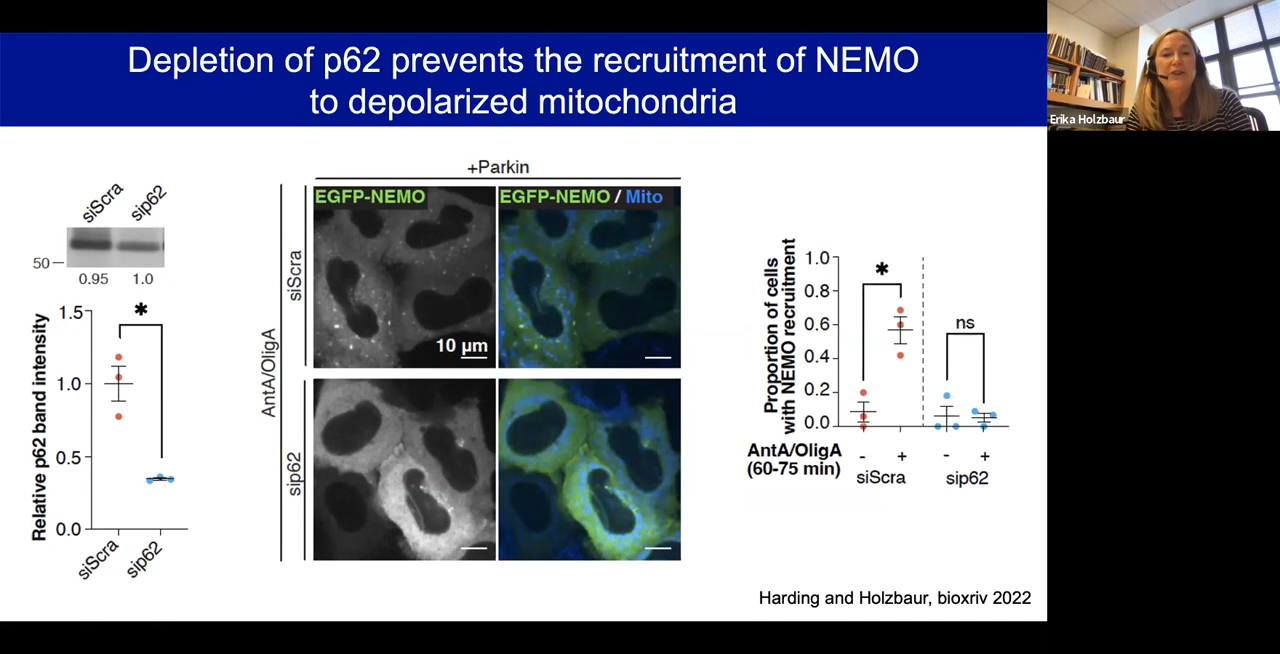 Depletion of p62 prevents the recruitment of NEMO
to depolarized mitochondria
Erika Holzbaur
siScra
sip62
50
0.95
1.0
Relative p62 band intensity
1.5
1.0
0.5
0.0
*
siScra
sip62
+Parkin
AntA/OligA
siScra
sip62
EGFP-NEMO
EGFP-NEMO / Mito
10 µm
Proportion of cells
with NEMO recruitment
1.0
0.8
0.6
0.4
0.2
0.0
*
ns
AntA/OligA
(60-75 min)
- + - +
siScra
sip62
Harding and Holzbaur, bioxriv 2022